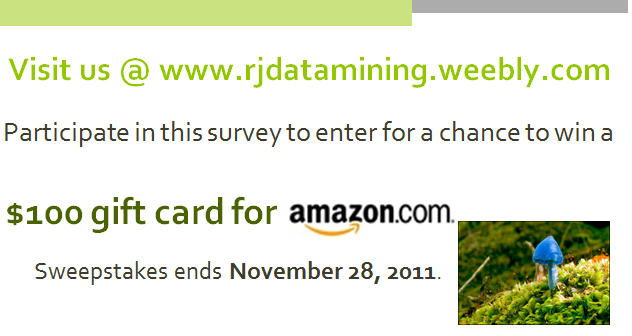 Visit us @ www.rjdatamining.weebly.com
Participate in this survey to enter for a chance to win a
$100 gift card for amazon.com.
Sweepstakes ends November 28, 2011.